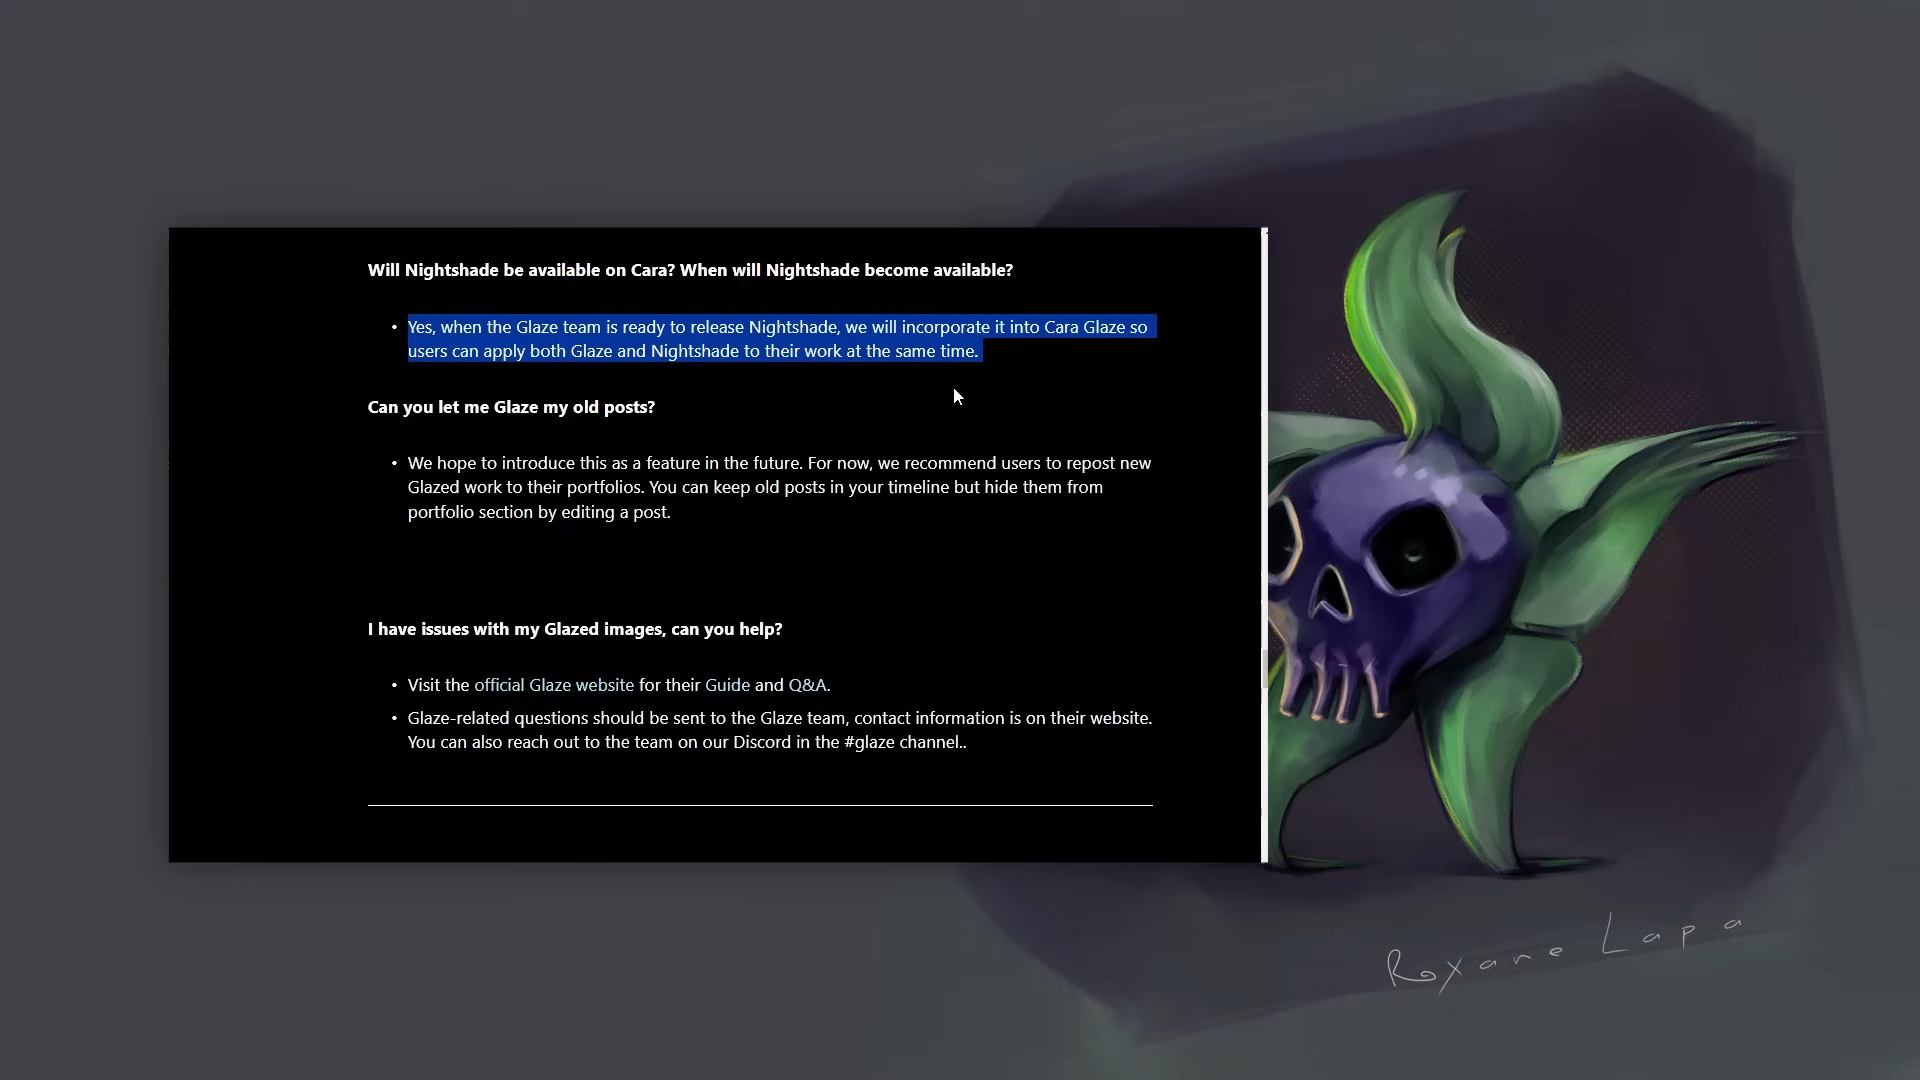 Will Nightshade be available on Cara? When will Nightshade become available?
• Yes, when the Glaze team is ready to release Nightshade, we will incorporate it into Cara Glaze so
users can apply both Glaze and Nightshade to their work at the same time.
Can you let me Glaze my old posts?
• We hope to introduce this as a feature in the future. For now, we recommend users to repost new
Glazed work to their portfolios. You can keep old posts in your timeline but hide them from
portfolio section by editing a post.
I have issues with my Glazed images, can you help?
• Visit the official Glaze website for their Guide and Q&A.
• Glaze-related questions should be sent to the Glaze team, contact information is on their website.
You can also reach out to the team on our Discord in the #glaze channel..
Roxane Lapa